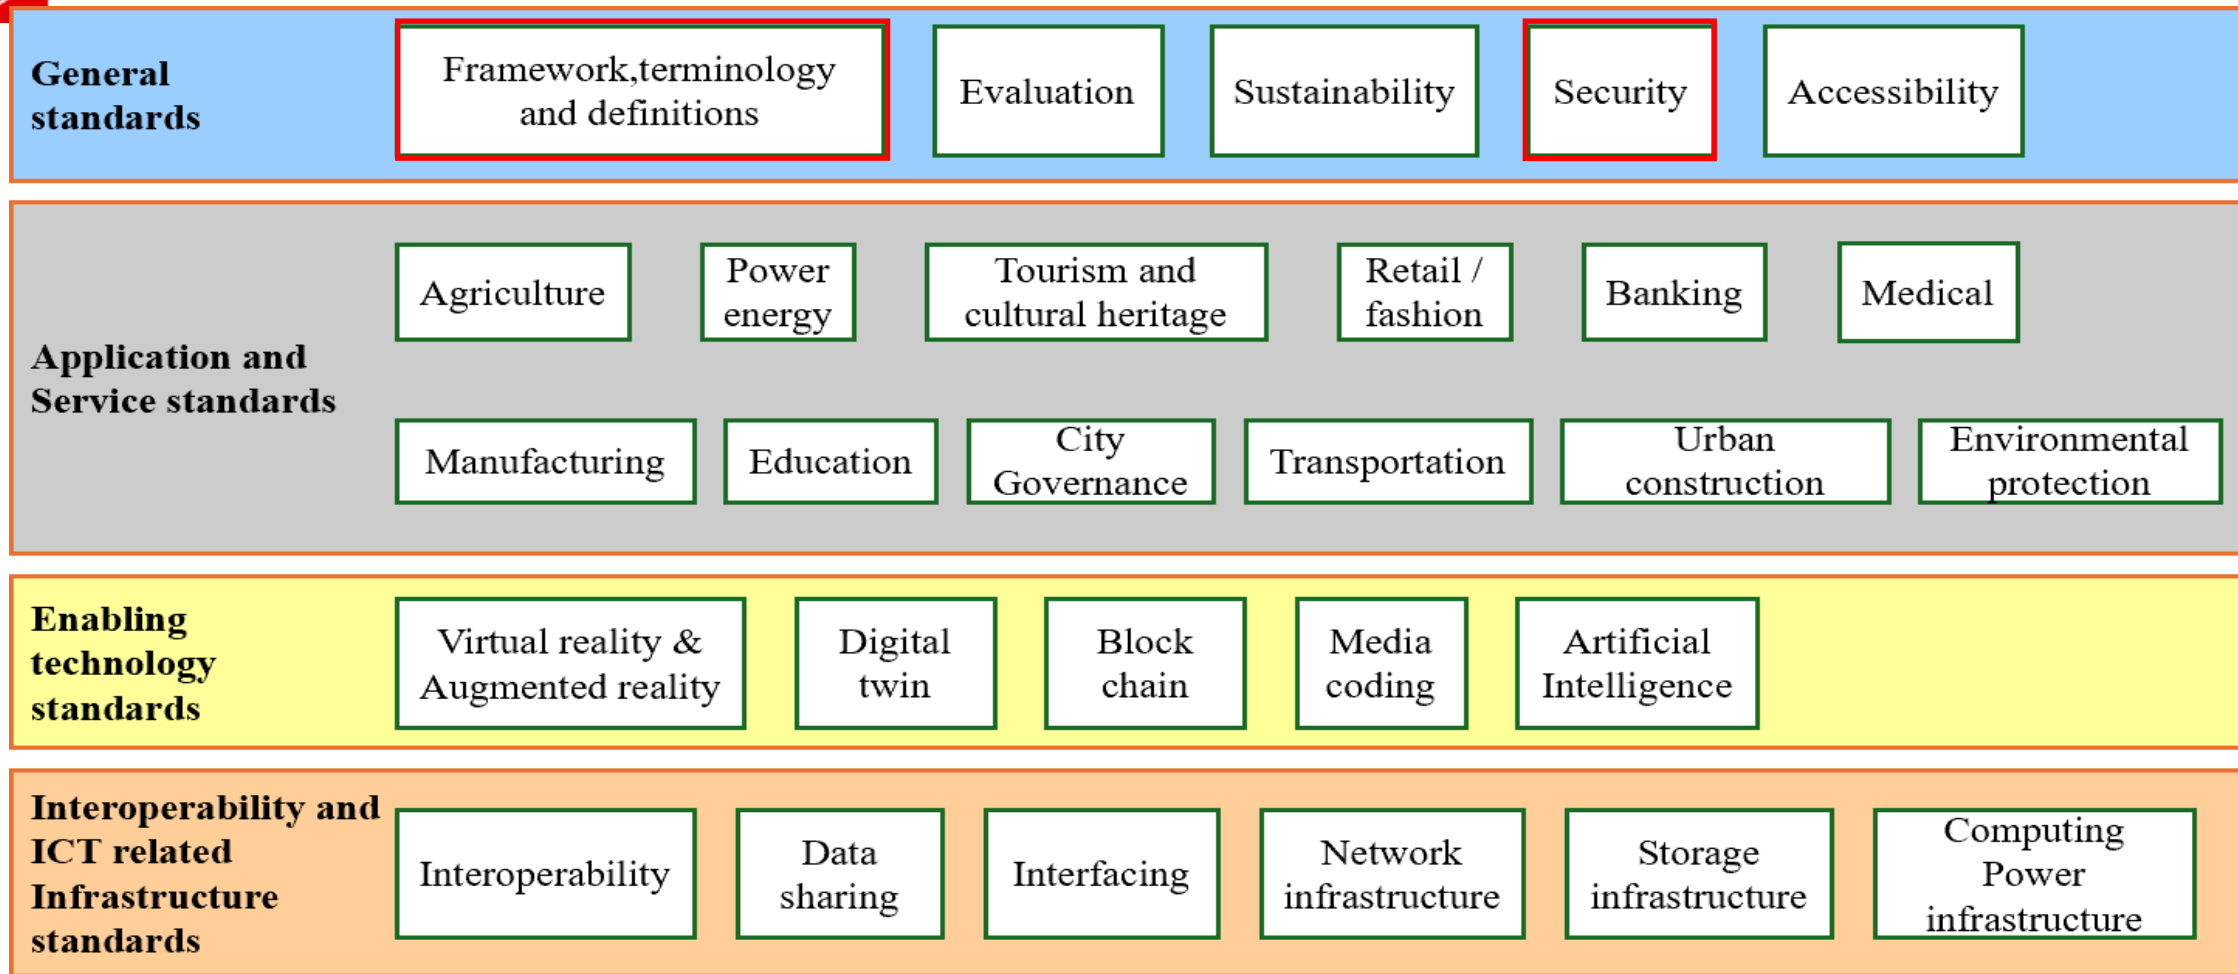 General
standards
Framework,terminology
and definitions
Evaluation
Sustainability
Security
Accessibility
Application and
Service standards
Agriculture
Power
energy
Tourism and
cultural heritage
Retail /
fashion
Banking
Medical
Manufacturing
Education
City
Governance
Transportation
Urban
construction
Environmental
protection
Enabling
technology
standards
Virtual reality &
Augmented reality
Digital
twin
Block
chain
Media
coding
Artificial
Intelligence
Interoperability and
ICT related
Infrastructure
standards
Interoperability
Data
sharing
Interfacing
Network
infrastructure
Storage
infrastructure
Computing
Power
infrastructure